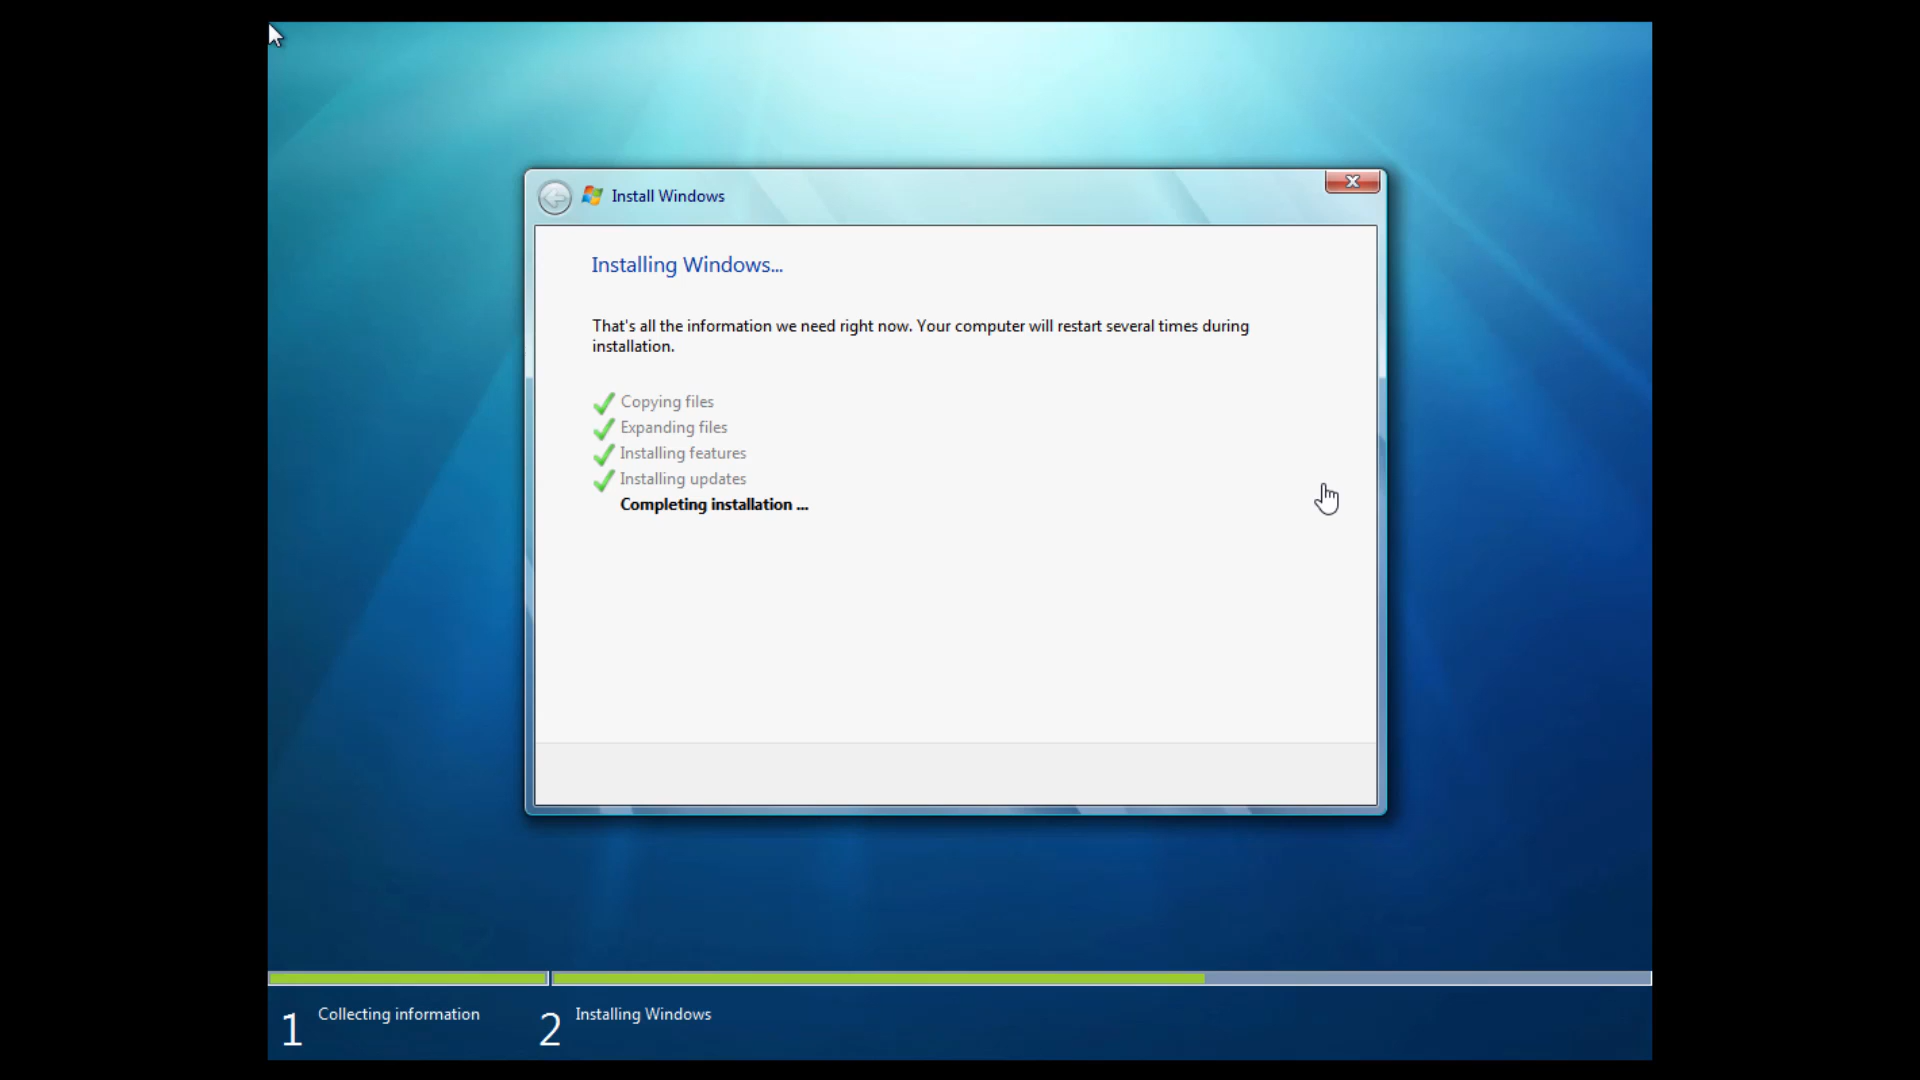 Install Windows
Installing Windows...
That's all the information we need right now. Your computer will restart several times during
installation.
Copying files
Expanding files
Installing features
Installing updates
Completing installation ...
1 Collecting information
2 Installing Windows